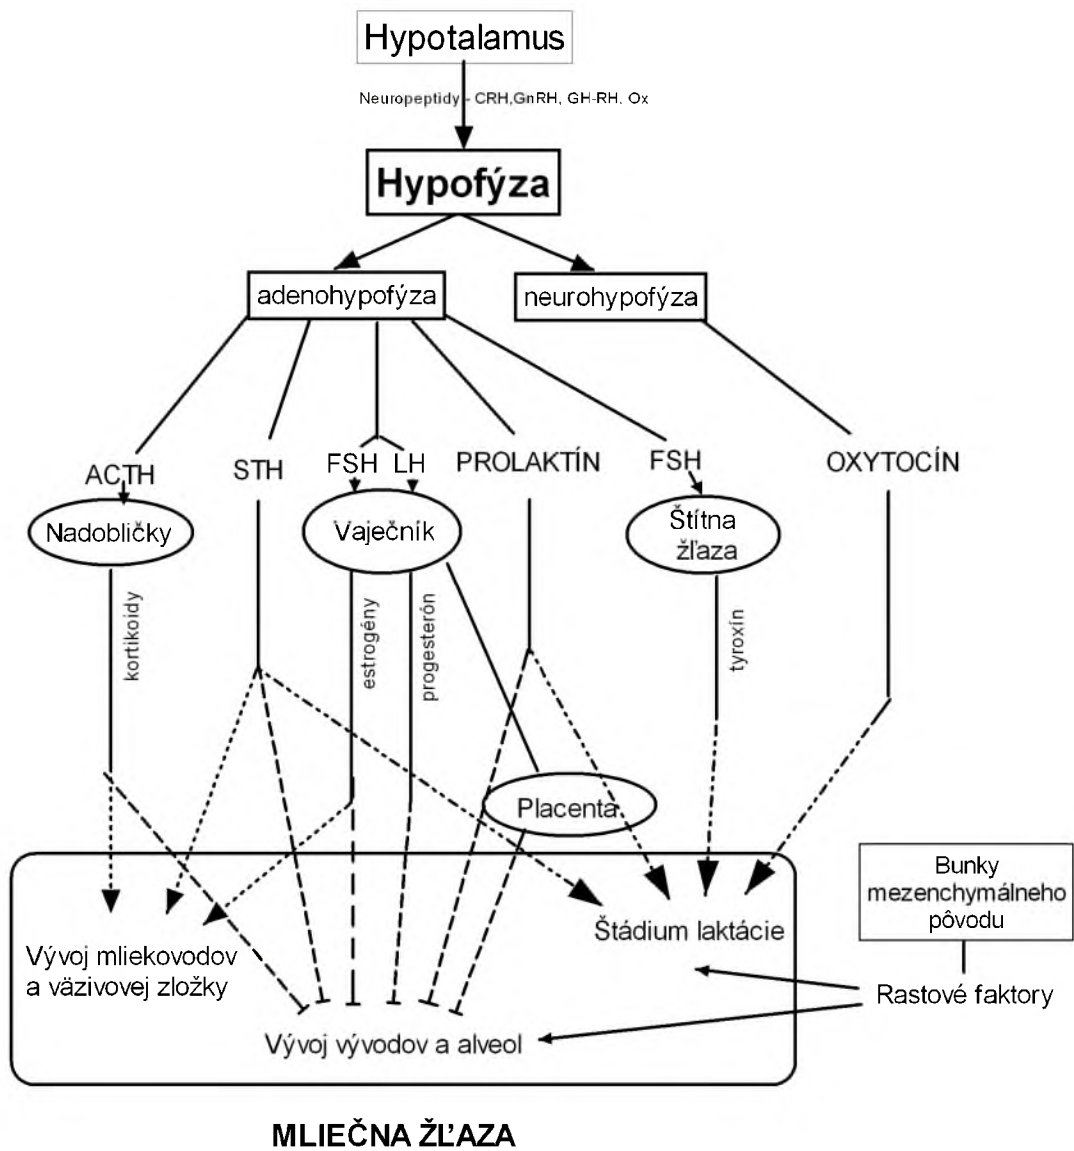 Hypotalamus
Neuropeptidy - CRH,GnRH, GH-RH, Ox
Hypofýza
adenohypofýza
neurohypofýza
ACTH
STH
FSH LH
PROLAKTÍN
FSH
OXYTOCÍN
Nadobličky
Vaječník
Štítna
žľaza
kortikoidy
estrogény
progesterón
tyroxín
Placenta
Bunky
mezenchymálneho
pôvodu
Štádium laktácie
Vývoj mliekovodov
a väzivovej zložky
Rastové faktory
Vývoj vývodov a alveol
MLIEČNA ŽĽAZA